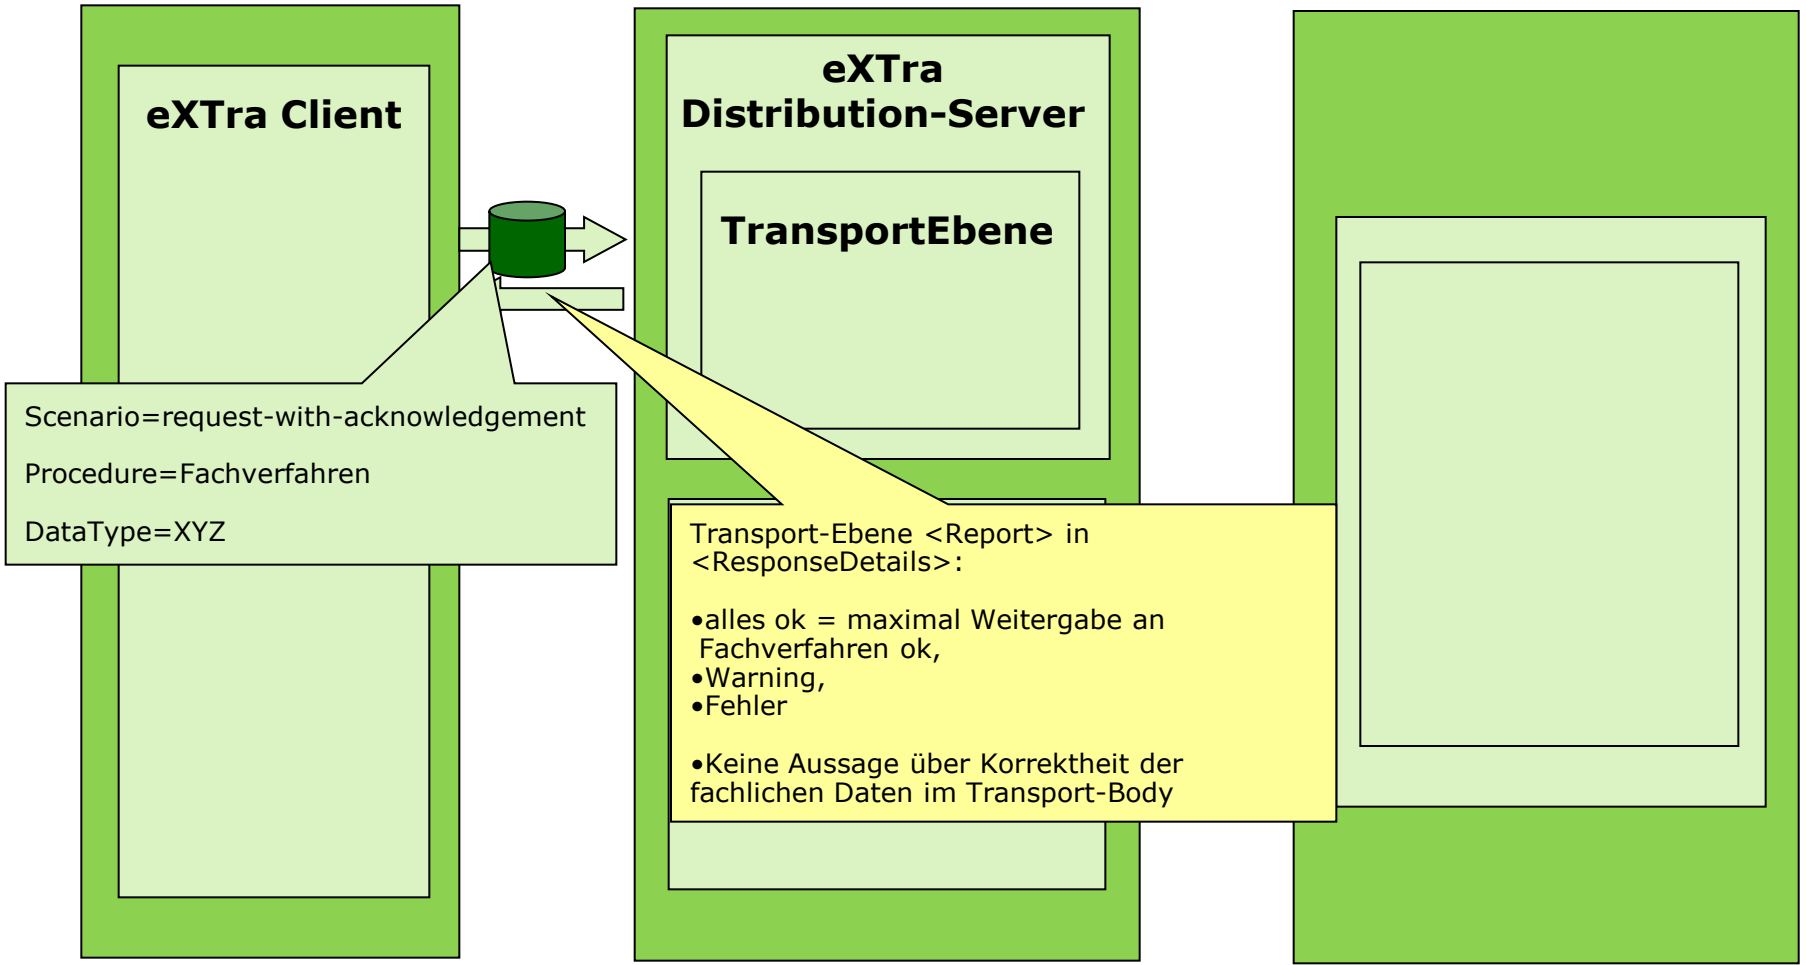 eXTra Client
eXTra
Distribution-Server
TransportEbene
Scenario=request-with-acknowledgement
Procedure=Fachverfahren
DataType=XYZ
Transport-Ebene <Report> in
<ResponseDetails>:
•alles ok = maximal Weitergabe an
Fachverfahren ok,
•Warning,
•Fehler
•Keine Aussage über Korrektheit der
fachlichen Daten im Transport-Body